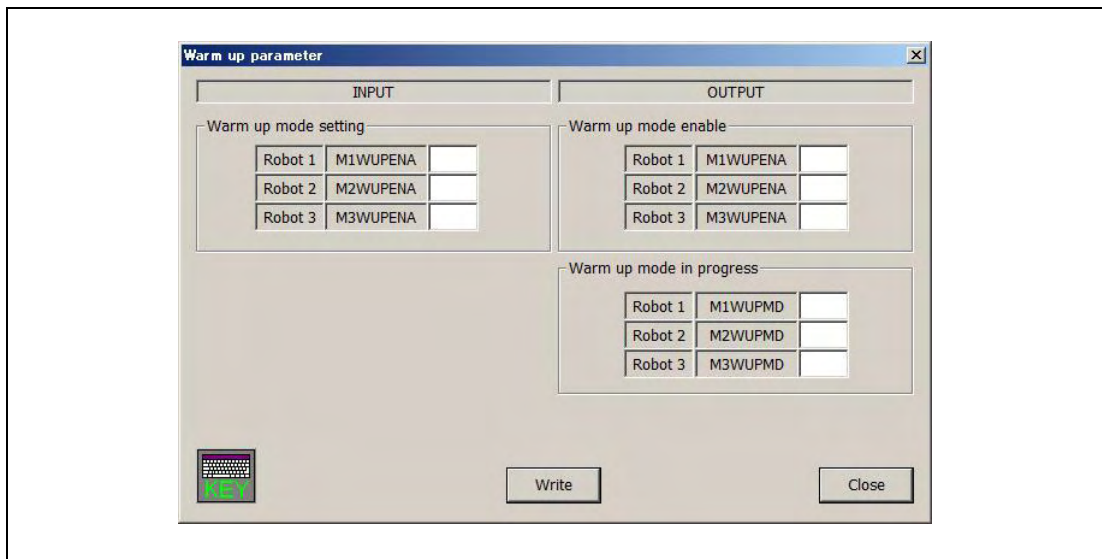 Warm up parameter
INPUT
Warm up mode setting
Robot 1 M1WUPENA
Robot 2 M2WUPENA
Robot 3 M3WUPENA
OUTPUT
Warm up mode enable
Robot 1 M1WUPENA
Robot 2 M2WUPENA
Robot 3 M3WUPENA
Warm up mode in progress
Robot 1 M1WUPMD
Robot 2 M2WUPMD
Robot 3 M3WUPMD
KEY
Write
Close